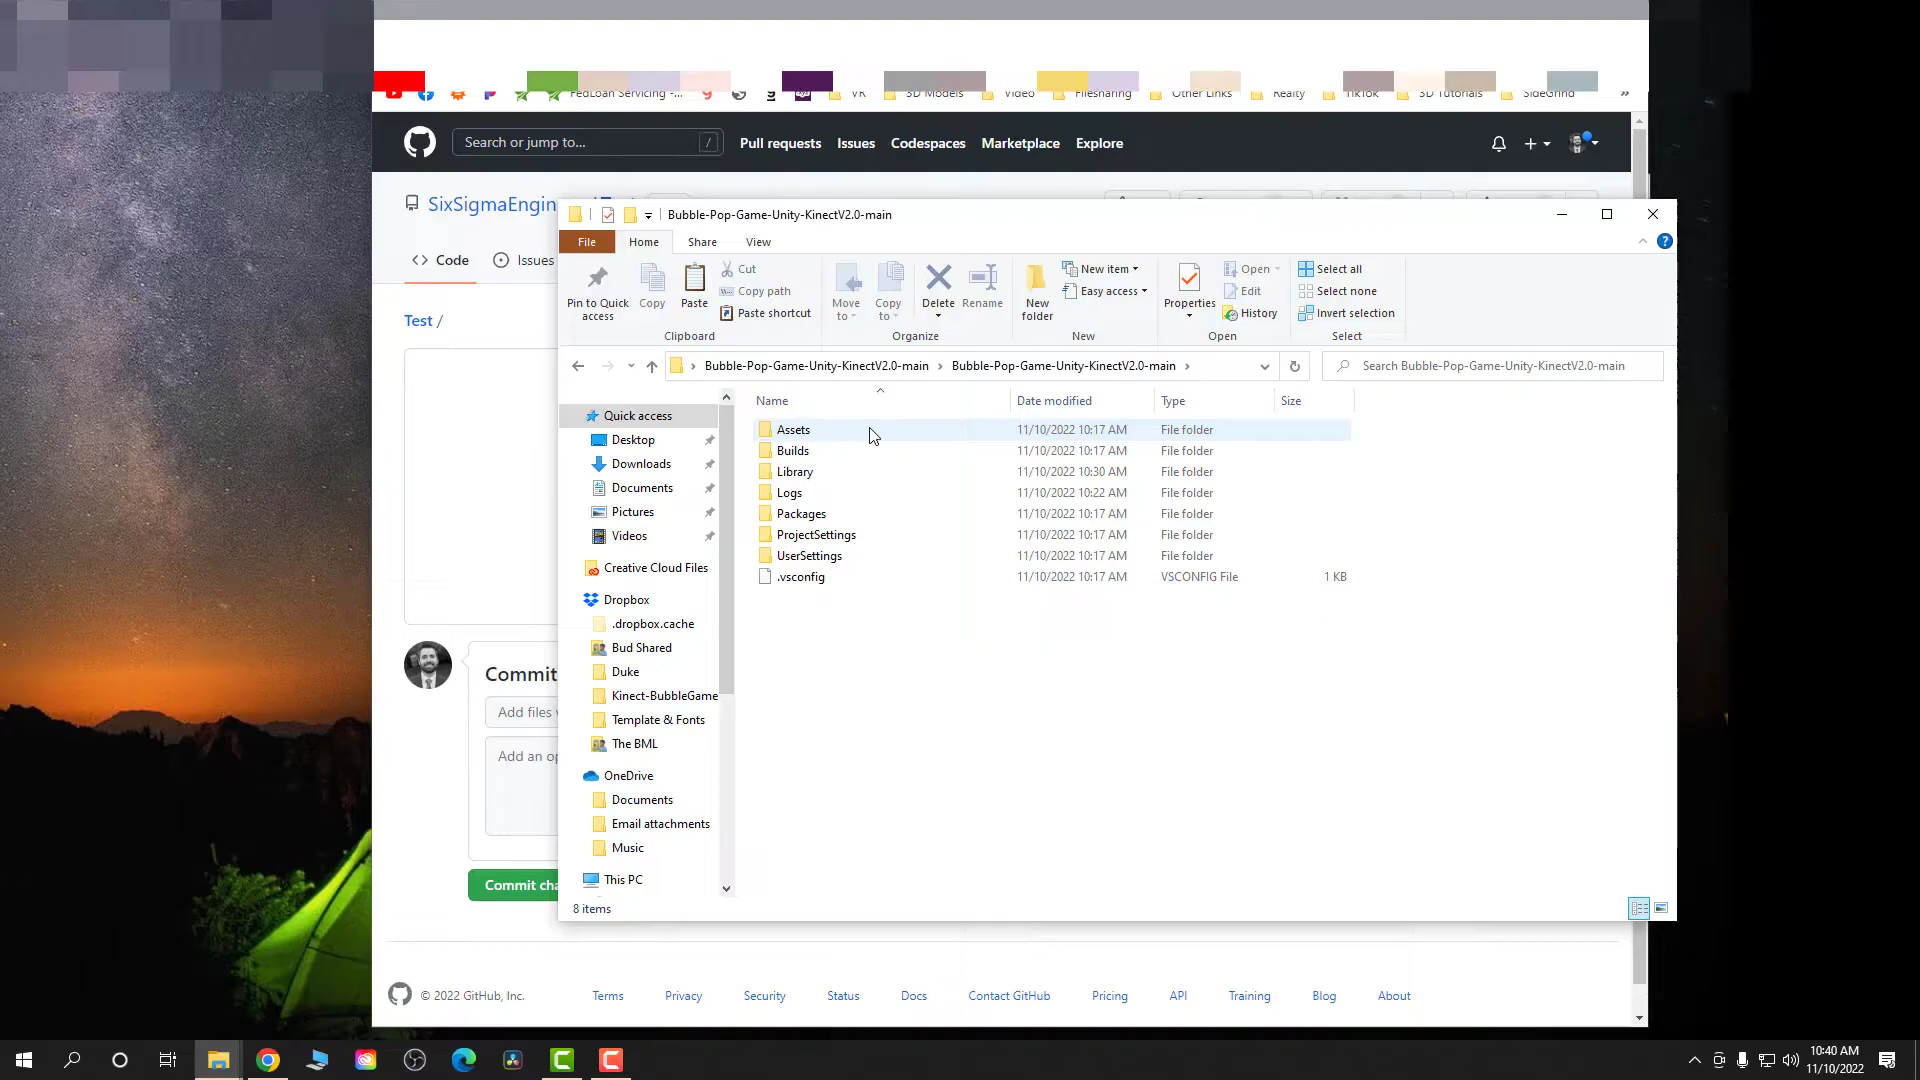 FedLoan Servicing -...
VR
3D Models
Video
Filesharing
Other Links
Realty
TikTok
3D Tutorials
SideGrind
»
Search or jump to...
/
Pull requests
Issues
Codespaces
Marketplace
Explore
SixSigmaEngin
Code
Issues
Test /
Bubble-Pop-Game-Unity-KinectV2.0-main
File
Home
Share
View
Pin to Quick access
Copy
Paste
Cut
Copy path
Paste shortcut
Clipboard
Move to
Copy to
Delete
Rename
Organize
New folder
New item
Easy access
New
Properties
Open
Edit
History
Open
Select all
Select none
Invert selection
Select
Bubble-Pop-Game-Unity-KinectV2.0-main > Bubble-Pop-Game-Unity-KinectV2.0-main >
Search Bubble-Pop-Game-Unity-KinectV2.0-main
Quick access
Desktop
Downloads
Documents
Pictures
Videos
Creative Cloud Files
Dropbox
.dropbox.cache
Bud Shared
Duke
Kinect-BubbleGame
Template & Fonts
The BML
OneDrive
Documents
Email attachments
Music
This PC
Name Date modified Type Size
Assets 11/10/2022 10:17 AM File folder
Builds 11/10/2022 10:17 AM File folder
Library 11/10/2022 10:30 AM File folder
Logs 11/10/2022 10:22 AM File folder
Packages 11/10/2022 10:17 AM File folder
ProjectSettings 11/10/2022 10:17 AM File folder
UserSettings 11/10/2022 10:17 AM File folder
.vsconfig 11/10/2022 10:17 AM VSCONFIG File 1 KB
8 items
Commit
Add files
Add an op
Commit cha
© 2022 GitHub, Inc.
Terms
Privacy
Security
Status
Docs
Contact GitHub
Pricing
API
Training
Blog
About
10:40 AM
11/10/2022